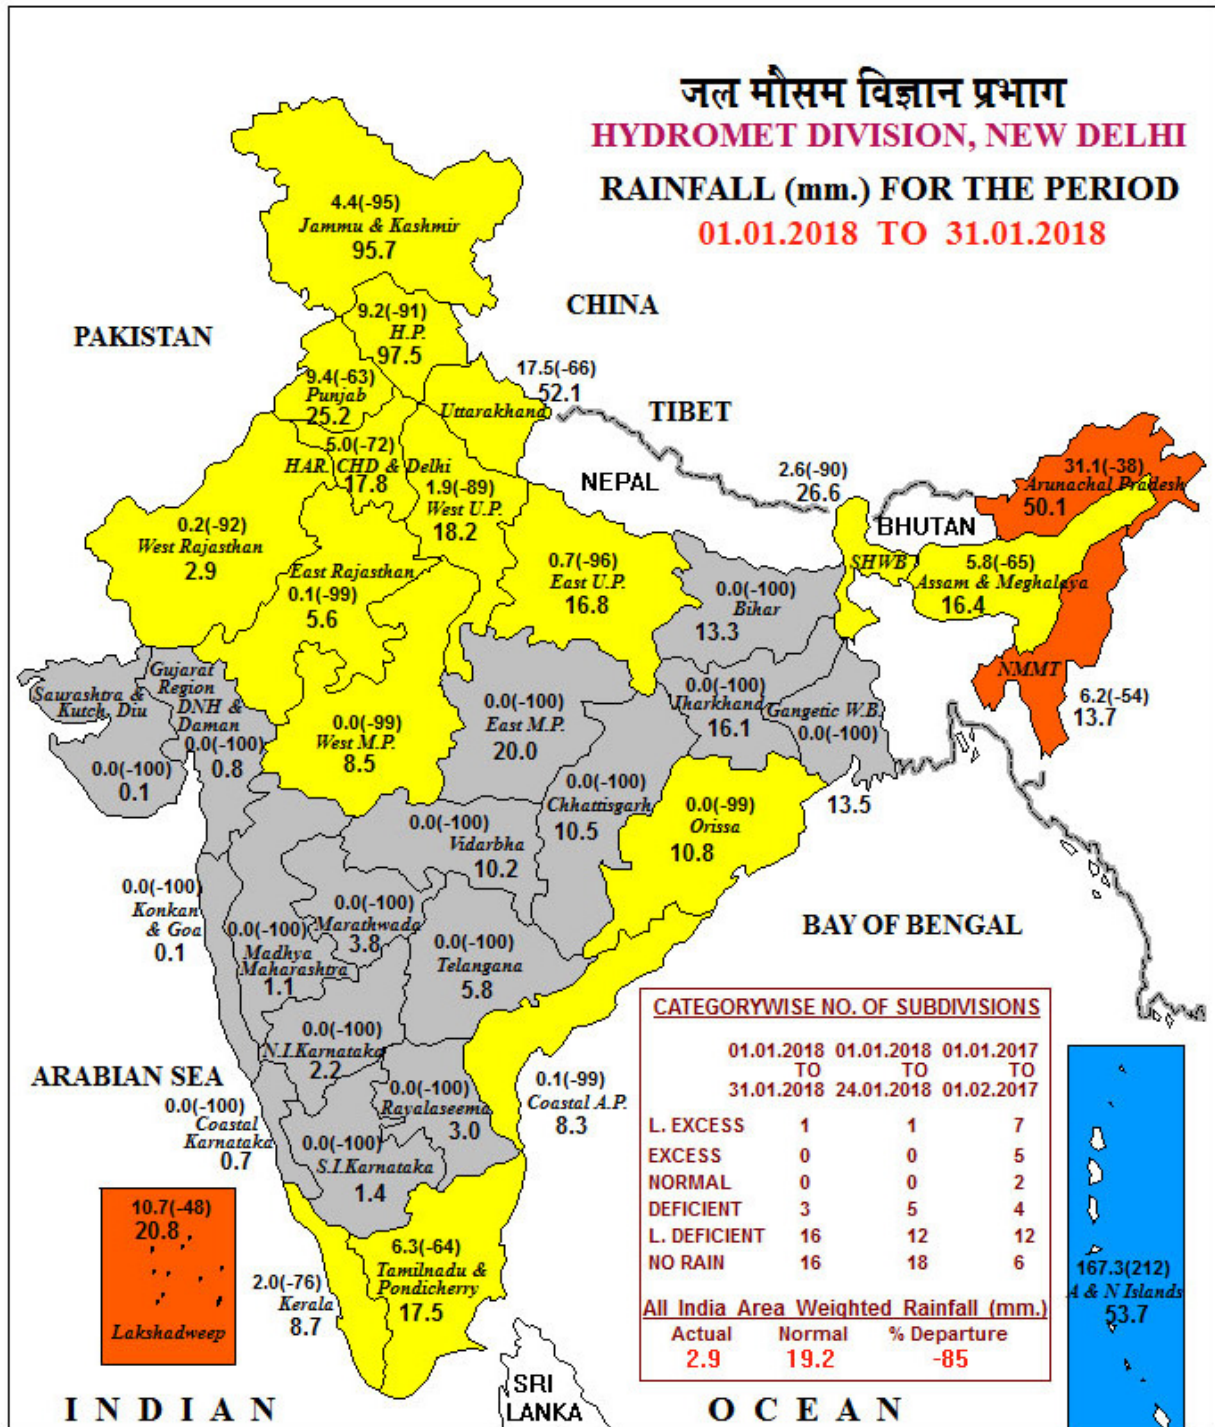 जल मौसम विज्ञान प्रभाग
HYDROMET DIVISION, NEW DELHI
RAINFALL (mm.) FOR THE PERIOD
01.01.2018 TO 31.01.2018
4.4(-95)
Jammu & Kashmir
95.7
CHINA
PAKISTAN
9.2(-91)
H.P.
97.5
17.5(-66)
52.1
Uttarakhand
9.4(-63)
Punjab
25.2
TIBET
5.0(-72)
HAR. CHD & Delhi
17.8
1.9(-89)
West U.P.
18.2
NEPAL
2.6(-90)
26.6
SHWB
BHUTAN
31.1(-38)
Arunachal Pradesh
50.1
0.2(-92)
West Rajasthan
2.9
East Rajasthan
0.1(-99)
5.6
0.7(-96)
East U.P.
16.8
0.0(-100)
Bihar
13.3
5.8(-65)
Assam & Meghalaya
16.4
NMMT
6.2(-54)
13.7
Saurashtra &
Kutch, Diu
0.0(-100)
0.1
Gujarat
Region
DNH &
Daman
0.0(-100)
0.8
0.0(-99)
West M.P.
8.5
0.0(-100)
East M.P.
20.0
0.0(-100)
Jharkhand
16.1
Gangetic W.B.
0.0(-100)
13.5
0.0(-100)
Chhattisgarh
10.5
0.0(-99)
Orissa
10.8
0.0(-100)
Vidarbha
10.2
0.0(-100)
Konkan
& Goa
0.1
0.0(-100)
Madhya
Maharashtra
1.1
0.0(-100)
Marathwada
3.8
0.0(-100)
Telangana
5.8
BAY OF BENGAL
0.0(-100)
N.I.Karnataka
2.2
ARABIAN SEA
0.0(-100)
Coastal
Karnataka
0.7
0.0(-100)
Rayalaseema
3.0
0.1(-99)
Coastal A.P.
8.3
0.0(-100)
S.I.Karnataka
1.4
10.7(-48)
20.8
Lakshadweep
2.0(-76)
Kerala
8.7
6.3(-64)
Tamilnadu &
Pondicherry
17.5
CATEGORYWISE NO. OF SUBDIVISIONS
01.01.2018 01.01.2018 01.01.2017
TO TO TO
31.01.2018 24.01.2018 01.02.2017
L. EXCESS 1 1 7
EXCESS 0 0 5
NORMAL 0 0 2
DEFICIENT 3 5 4
L. DEFICIENT 16 12 12
NO RAIN 16 18 6
All India Area Weighted Rainfall (mm.)
Actual Normal % Departure
2.9 19.2 -85
167.3(212)
A & N Islands
53.7
SRI
LANKA
INDIAN OCEAN